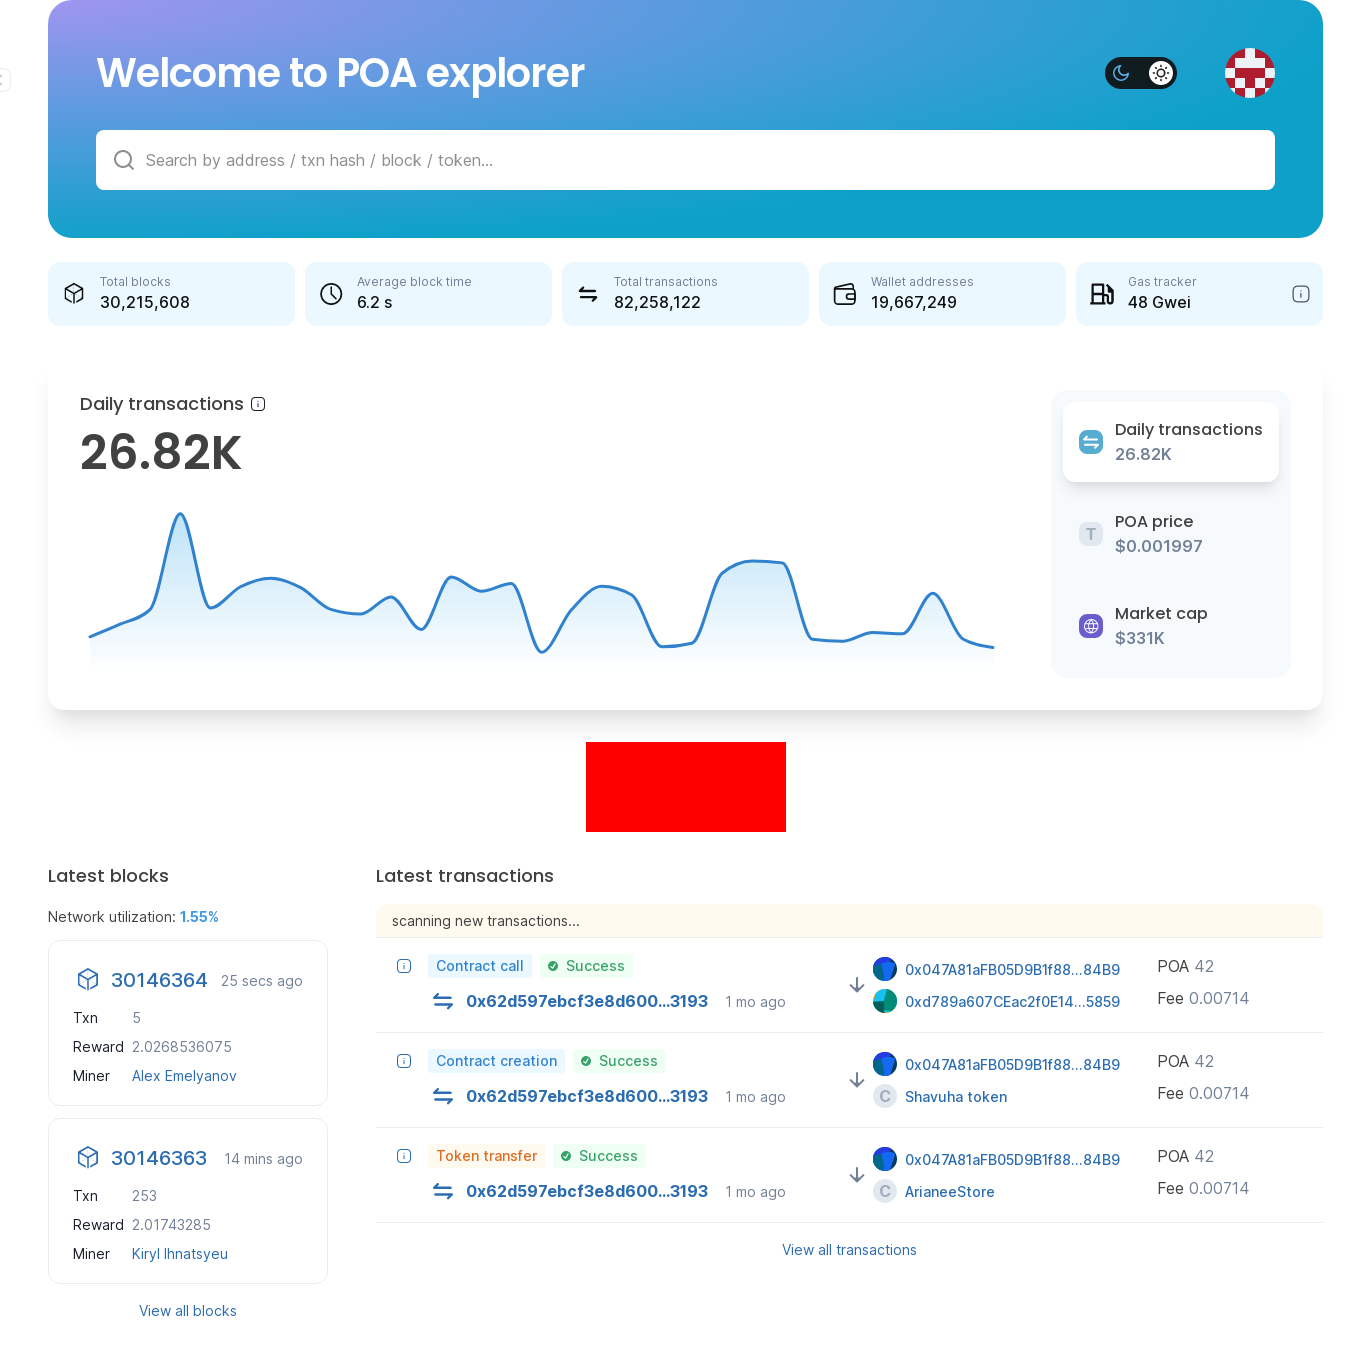 Welcome to POA explorer
Search by address / txn hash / block / token...
Total blocks
30,215,608
Average block time
6.2 s
Total transactions
82,258,122
Wallet addresses
19,667,249
Gas tracker
48 Gwei
Daily transactions
26.82K
Daily transactions
26.82K
T
POA price
$0.001997
Market cap
$331K
Latest blocks
Network utilization: 1.55%
30146364 25 secs ago
Txn 5
Reward 2.0268536075
Miner Alex Emelyanov
30146363 14 mins ago
Txn 253
Reward 2.01743285
Miner Kiryl Ihnatsyeu
View all blocks
Latest transactions
scanning new transactions...
Contract call Success
0x62d597ebcf3e8d600...3193 1 mo ago
0x047A81aFB05D9B1f88...84B9
0xd789a607CEac2f0E14...5859
POA 42
Fee 0.00714
Contract creation Success
0x62d597ebcf3e8d600...3193 1 mo ago
0x047A81aFB05D9B1f88...84B9
C Shavuha token
POA 42
Fee 0.00714
Token transfer Success
0x62d597ebcf3e8d600...3193 1 mo ago
0x047A81aFB05D9B1f88...84B9
C ArianeeStore
POA 42
Fee 0.00714
View all transactions